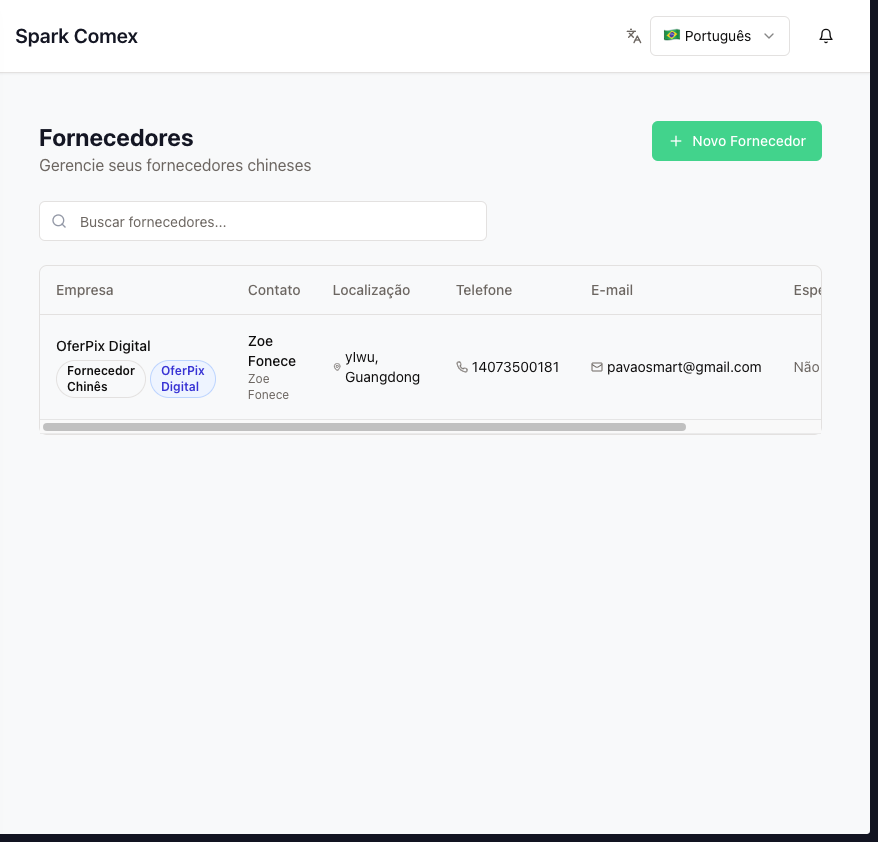 Spark Comex
🇧🇷 Português
Fornecedores
Gerencie seus fornecedores chineses
Novo Fornecedor
Buscar fornecedores...
Empresa Contato Localização Telefone E-mail Espe
OferPix Digital
Fornecedor
Chinês
OferPix
Digital
Zoe
Fonece
Zoe
Fonece
yiwu,
Guangdong
14073500181
pavaosmart@gmail.com
Não